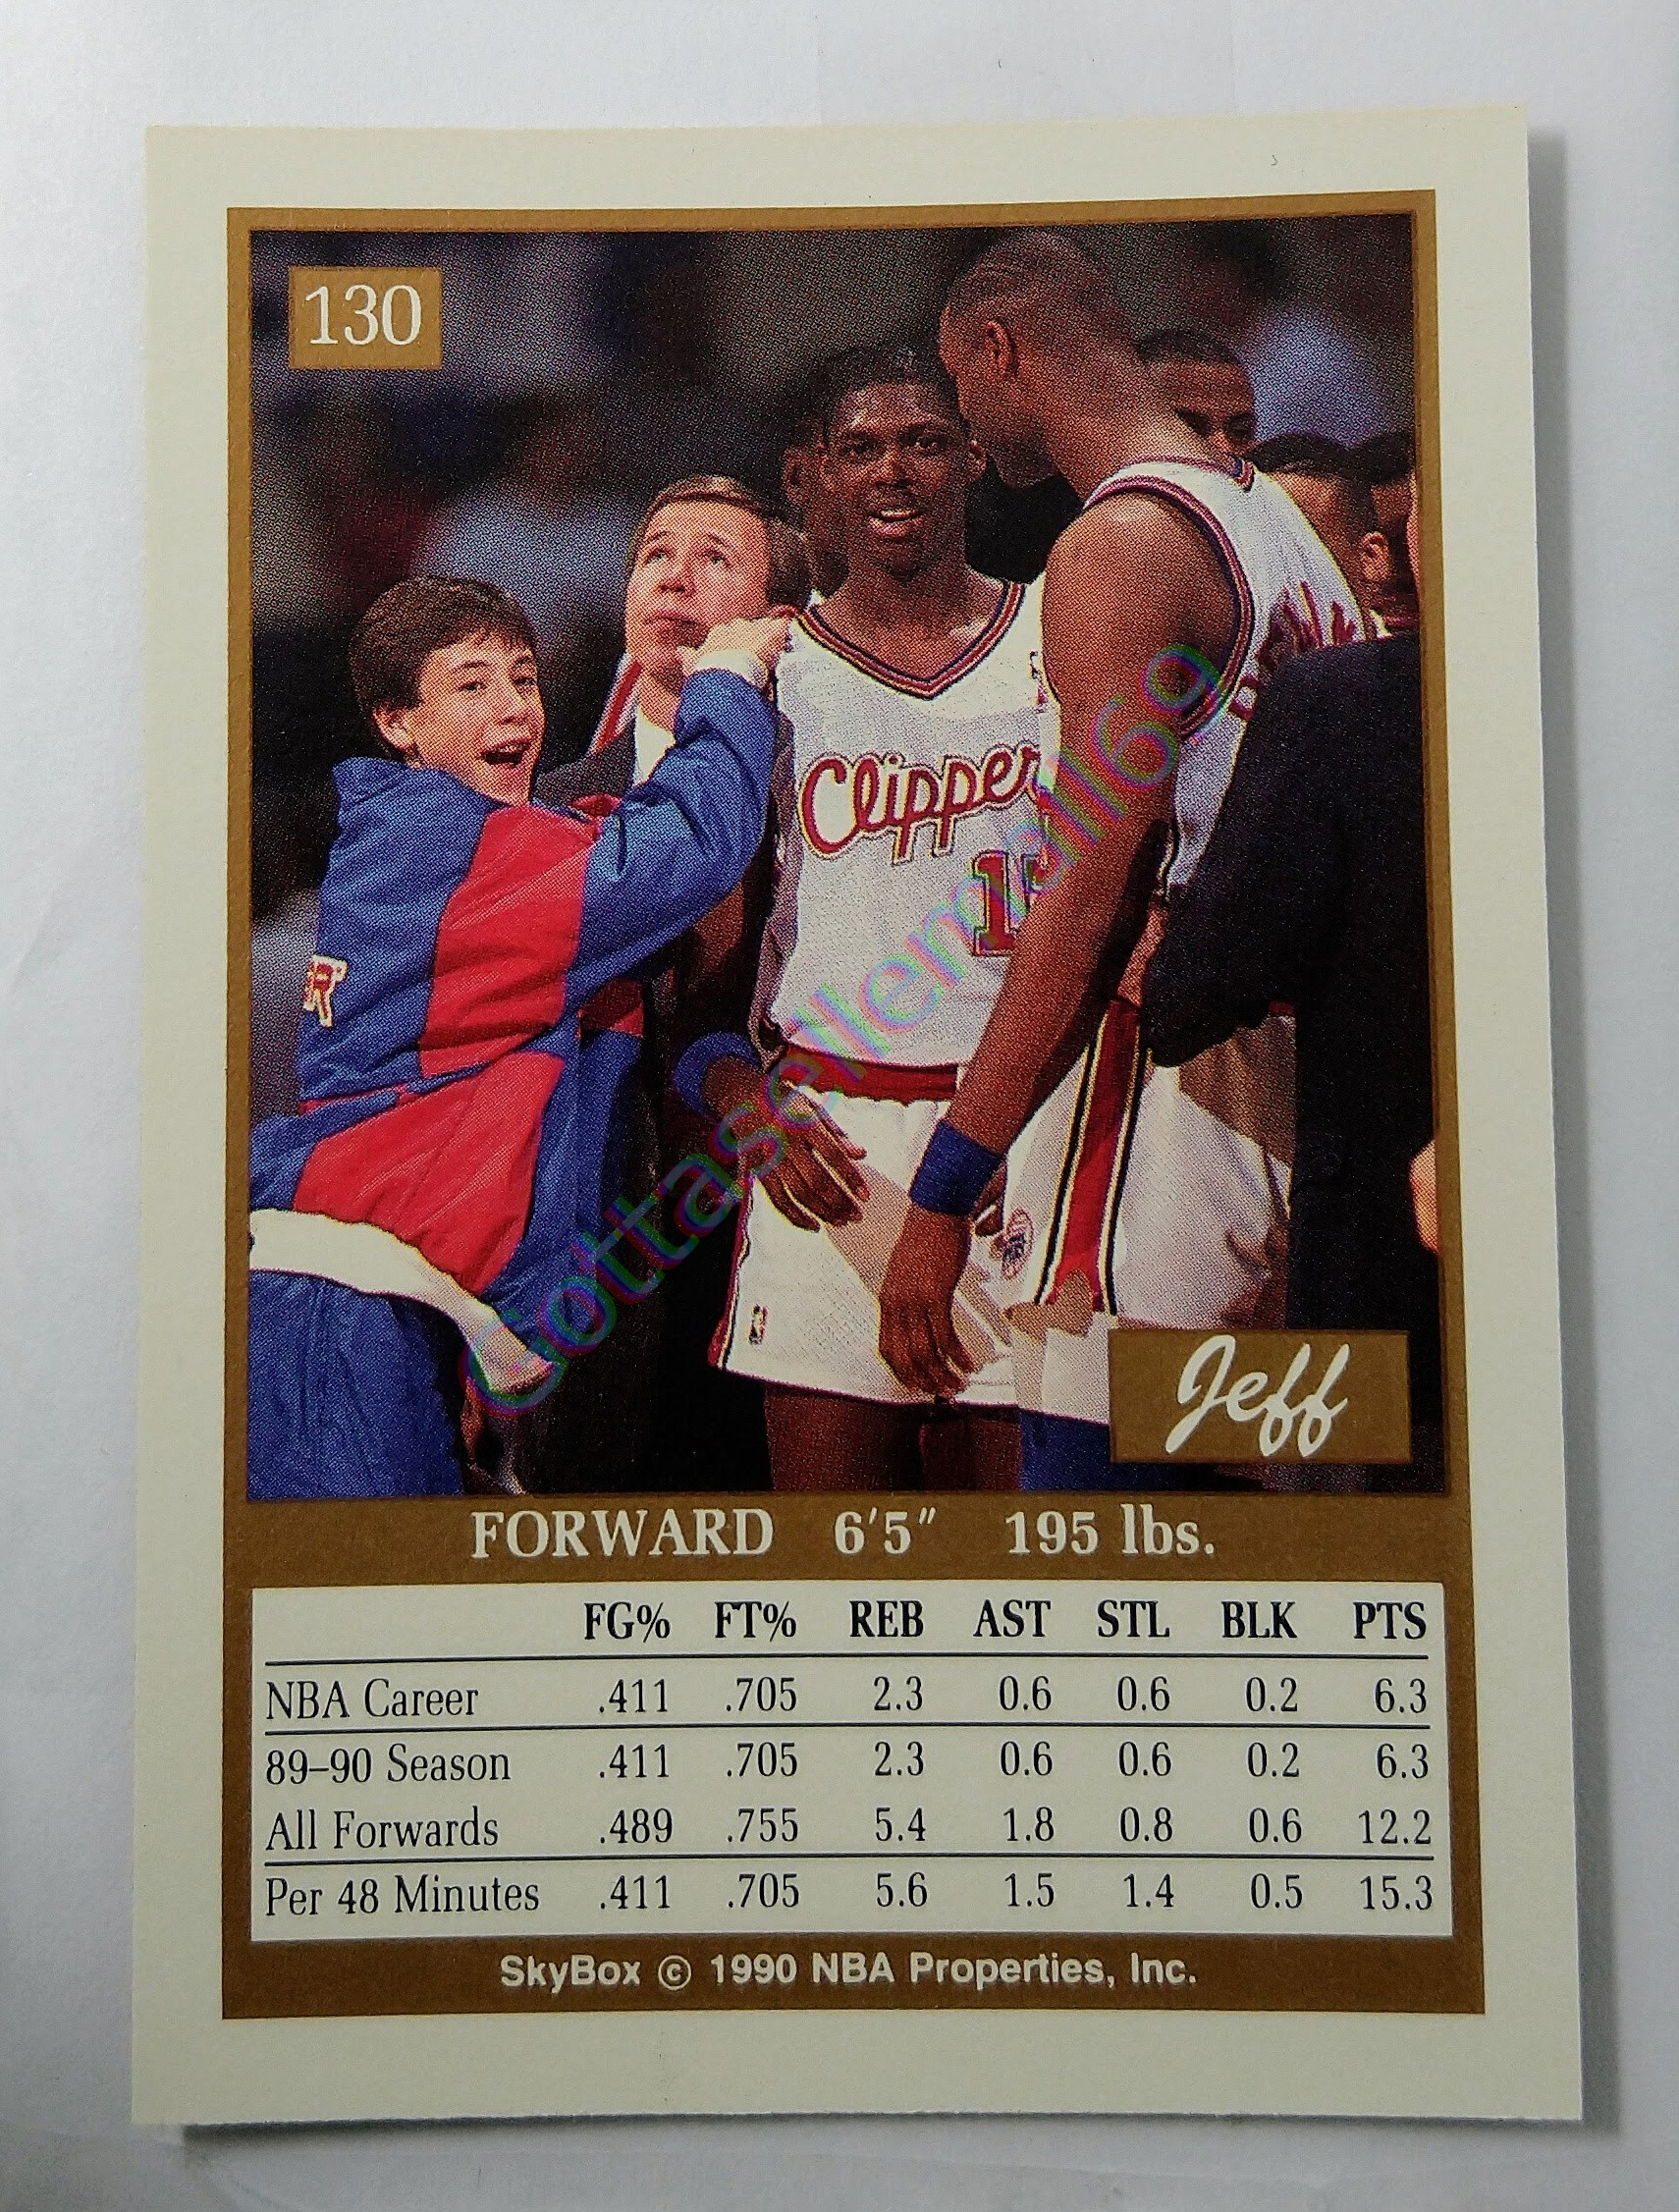 130
Clipper
1
R
Gottasellemall69
Jeff
FORWARD 6'5" 195 lbs.
FG% FT% REB AST STL BLK PTS
NBA Career .411 .705 2.3 0.6 0.6 0.2 6.3
89–90 Season .411 .705 2.3 0.6 0.6 0.2 6.3
All Forwards .489 .755 5.4 1.8 0.8 0.6 12.2
Per 48 Minutes .411 .705 5.6 1.5 1.4 0.5 15.3
SkyBox © 1990 NBA Properties, Inc.